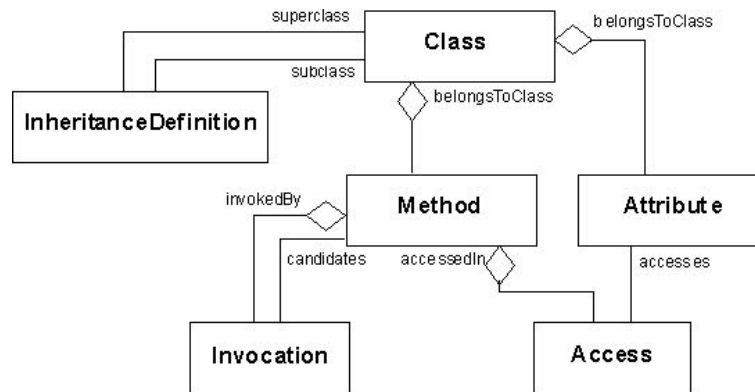 superclass
Class
belongsToClass
subclass
belongsToClass
InheritanceDefinition
invokedBy
Method
Attribute
candidates
accessedIn
accesses
Invocation
Access